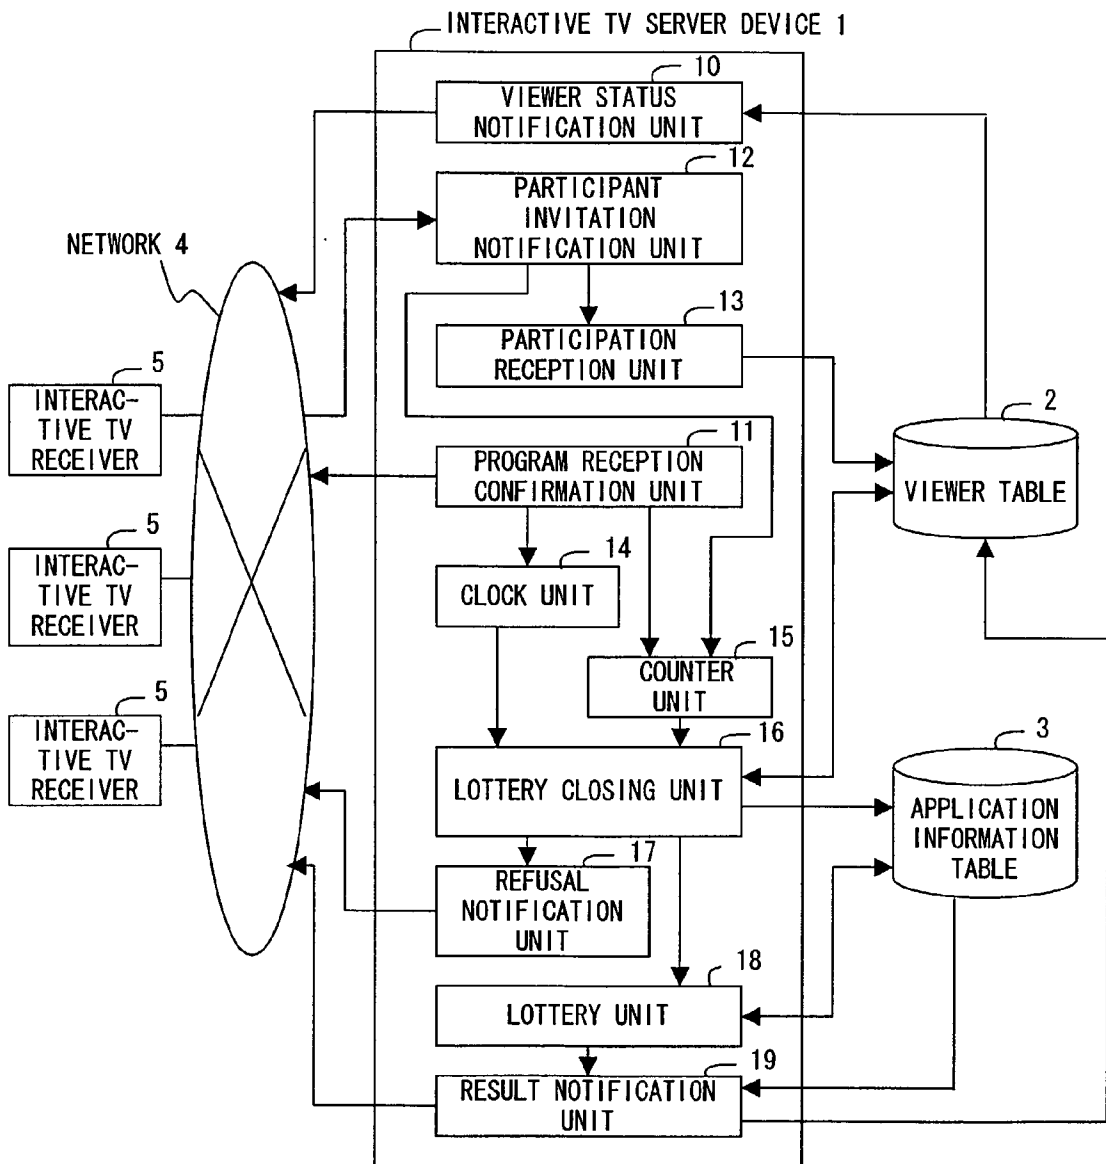 INTERACTIVE TV SERVER DEVICE 1
10
VIEWER STATUS
NOTIFICATION UNIT
12
PARTICIPANT
INVITATION
NOTIFICATION UNIT
NETWORK 4
13
PARTICIPATION
RECEPTION UNIT
5
INTERAC-
TIVE TV
RECEIVER
11
PROGRAM RECEPTION
CONFIRMATION UNIT
2
VIEWER TABLE
5
INTERAC-
TIVE TV
RECEIVER
14
CLOCK UNIT
15
COUNTER
UNIT
5
INTERAC-
TIVE TV
RECEIVER
16
LOTTERY CLOSING UNIT
3
APPLICATION
INFORMATION
TABLE
17
REFUSAL
NOTIFICATION
UNIT
18
LOTTERY UNIT
19
RESULT NOTIFICATION
UNIT